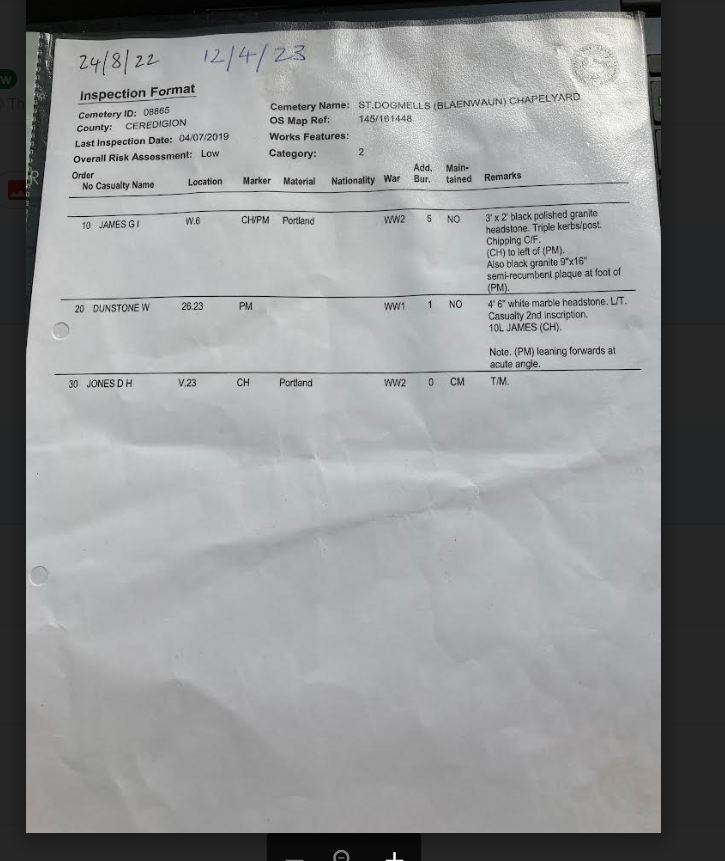 24/8/22 12/4/23
Inspection Format
Cemetery ID: 08865 Cemetery Name: ST.DOGMELLS (BLAENWAUN) CHAPELYARD
County: CEREDIGION OS Map Ref: 145/161448
Last Inspection Date: 04/07/2019 Works Features:
Overall Risk Assessment: Low Category: 2
Order No Casualty Name Location Marker Material Nationality War Add. Bur. Main-tained Remarks
10 JAMES G I W.6 CH/PM Portland WW2 5 NO 3' x 2' black polished granite
headstone. Triple kerbs/post.
Chipping C/F.
(CH) to left of (PM).
Also black granite 9"x16"
semi-recumbent plaque at foot of
(PM).
20 DUNSTONE W 26.23 PM WW1 1 NO 4' 6" white marble headstone. L/T.
Casualty 2nd inscription.
10L JAMES (CH).
Note. (PM) leaning forwards at
acute angle.
30 JONES D H V.23 CH Portland WW2 0 CM T/M.